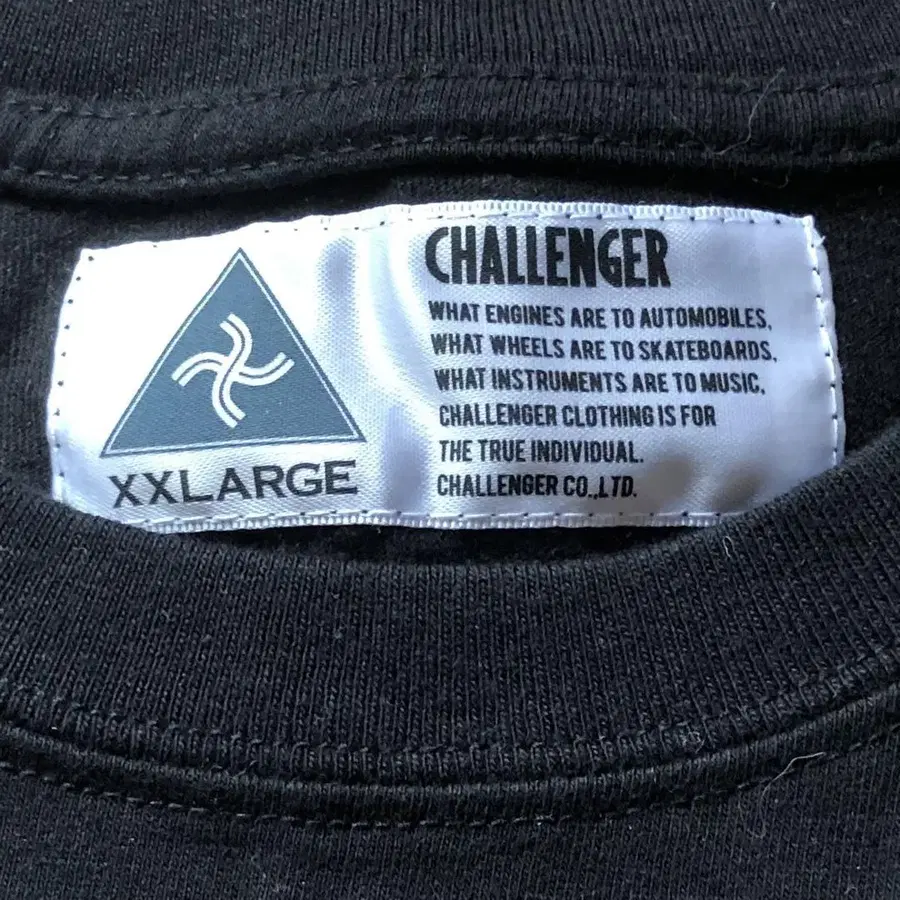 CHALLENGER
WHAT ENGINES ARE TO AUTOMOBILES,
WHAT WHEELS ARE TO SKATEBOARDS,
WHAT INSTRUMENTS ARE TO MUSIC,
CHALLENGER CLOTHING IS FOR
THE TRUE INDIVIDUAL.
CHALLENGER CO.,LTD.
XXLARGE